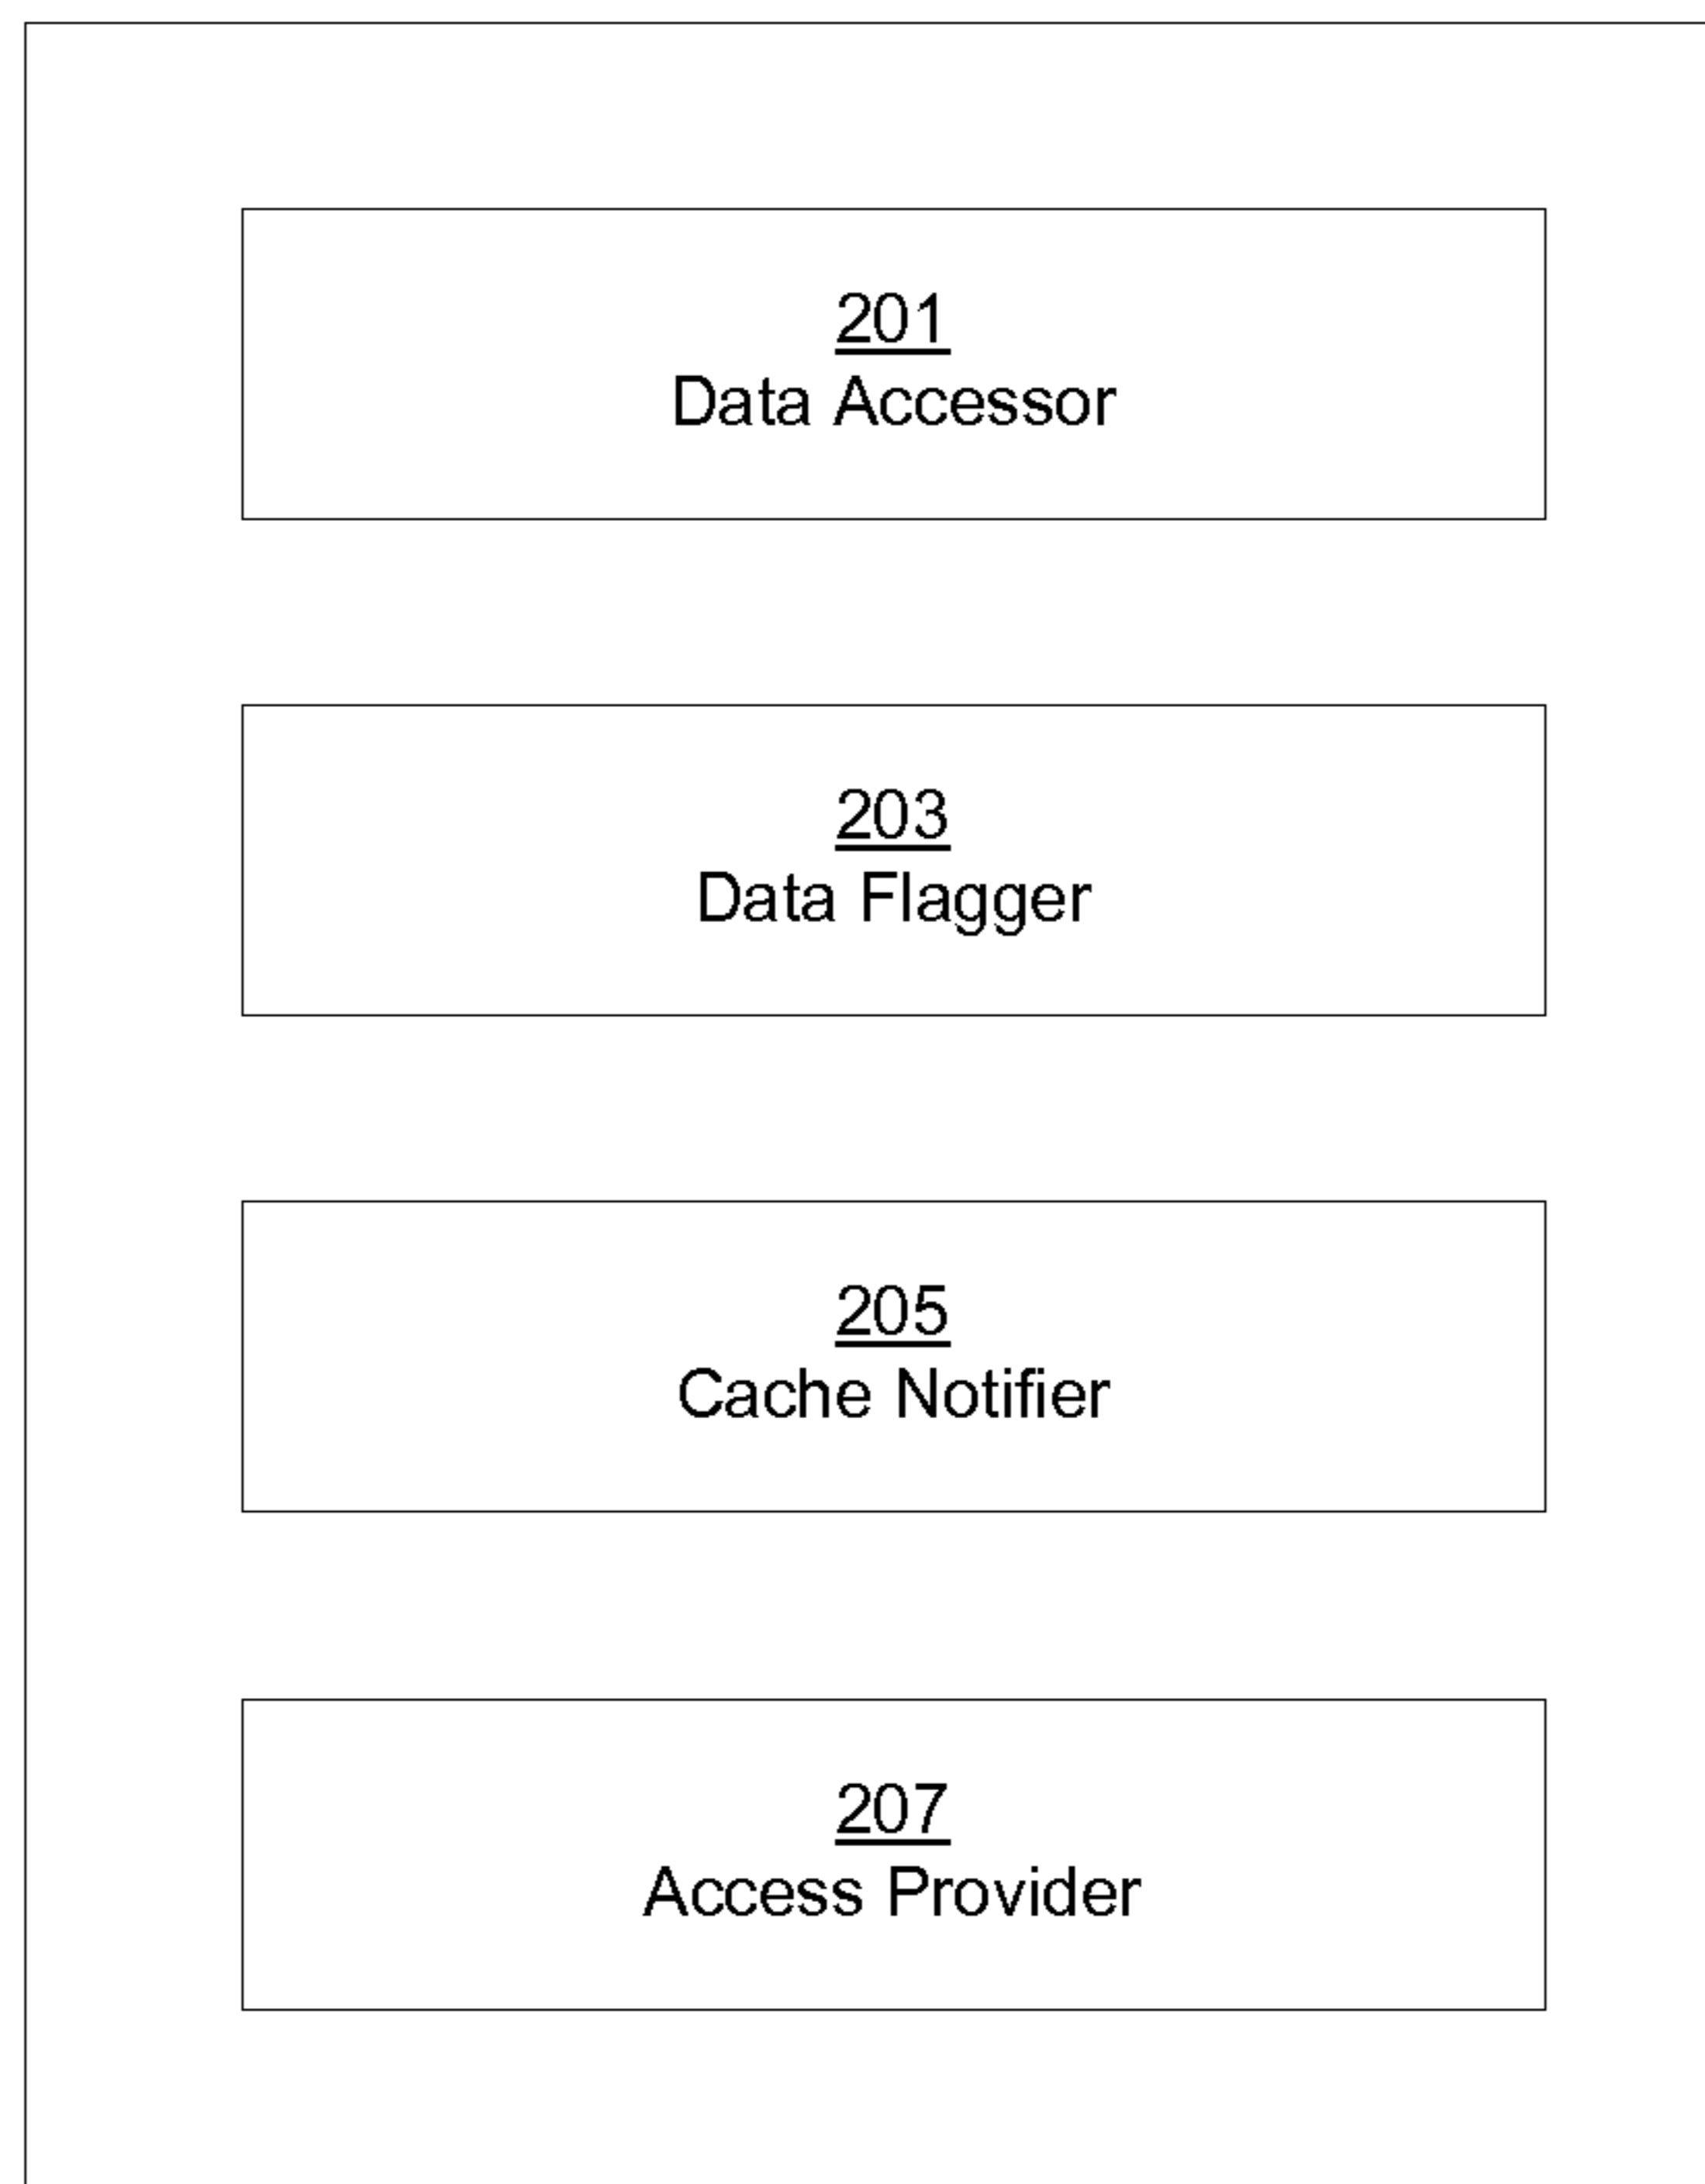 201
Data Accessor
203
Data Flagger
205
Cache Notifier
207
Access Provider